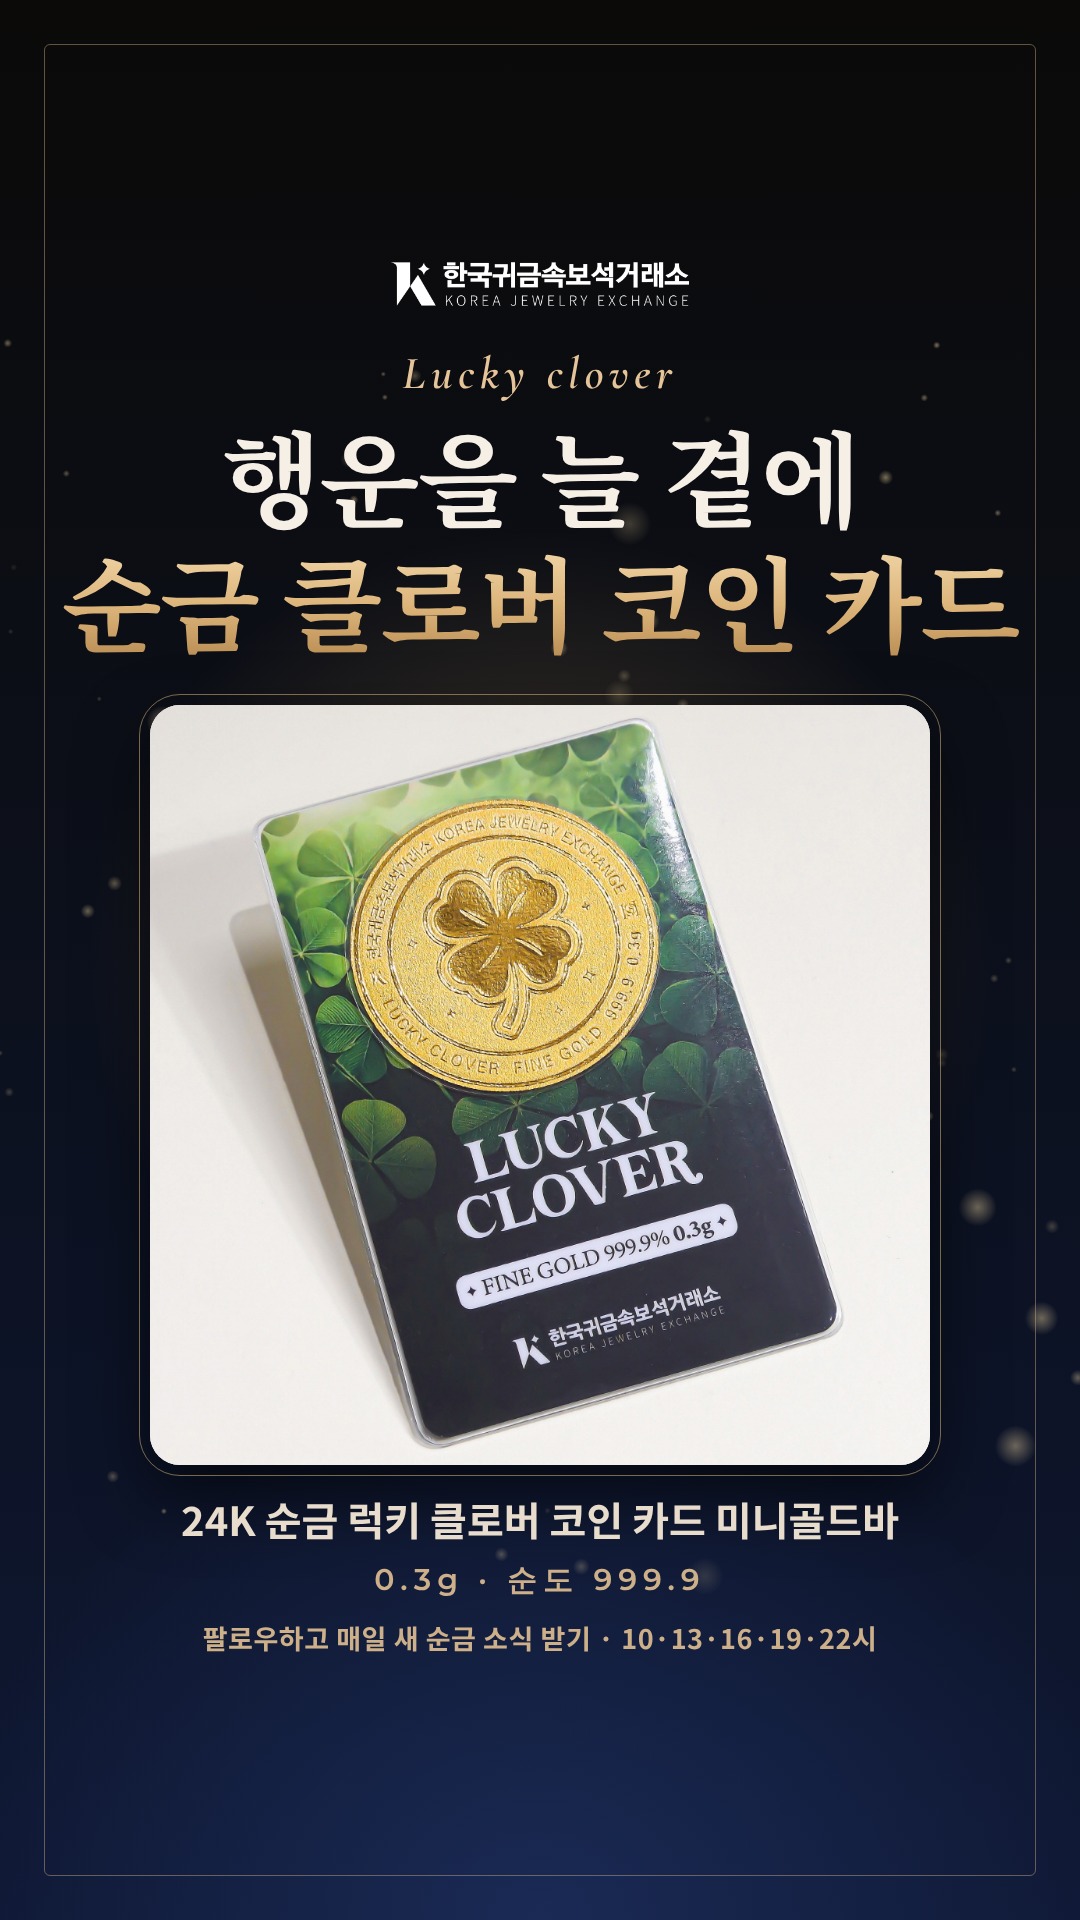 한국귀금속보석거래소
KOREA JEWELRY EXCHANGE
Lucky clover
행운을 늘 곁에
순금 클로버 코인 카드
한국귀금속보석거래소 KOREA JEWELRY EXCHANGE
LUCKY CLOVER FINE GOLD 999.9 0.3g
LUCKY
CLOVER
FINE GOLD 999.9% 0.3g
한국귀금속보석거래소
KOREA JEWELRY EXCHANGE
24K 순금 럭키 클로버 코인 카드 미니골드바
0.3g · 순도 999.9
팔로우하고 매일 새 순금 소식 받기 · 10·13·16·19·22시